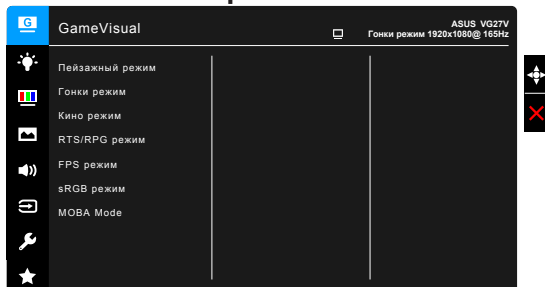 G
GameVisual
ASUS VG27V
Гонки режим 1920x1080@ 165Hz
Пейзажный режим
Гонки режим
Кино режим
RTS/RPG режим
FPS режим
sRGB режим
MOBA Mode